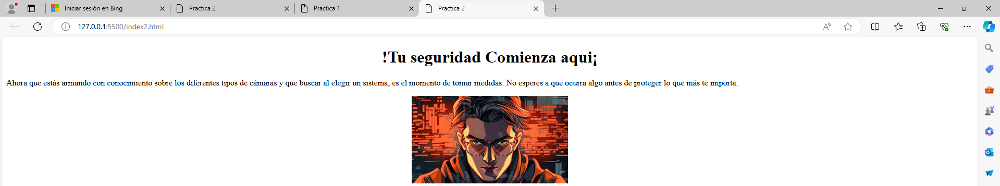 Iniciar sesión en Bing
Practica 2
Practica 1
Practica 2
127.0.0.1:5500/index2.html
!Tu seguridad Comienza aqui¡
Ahora que estás armando con conocimiento sobre los diferentes tipos de cámaras y que buscar al elegir un sistema, es el momento de tomar medidas. No esperes a que ocurra algo antes de proteger lo que más te importa.